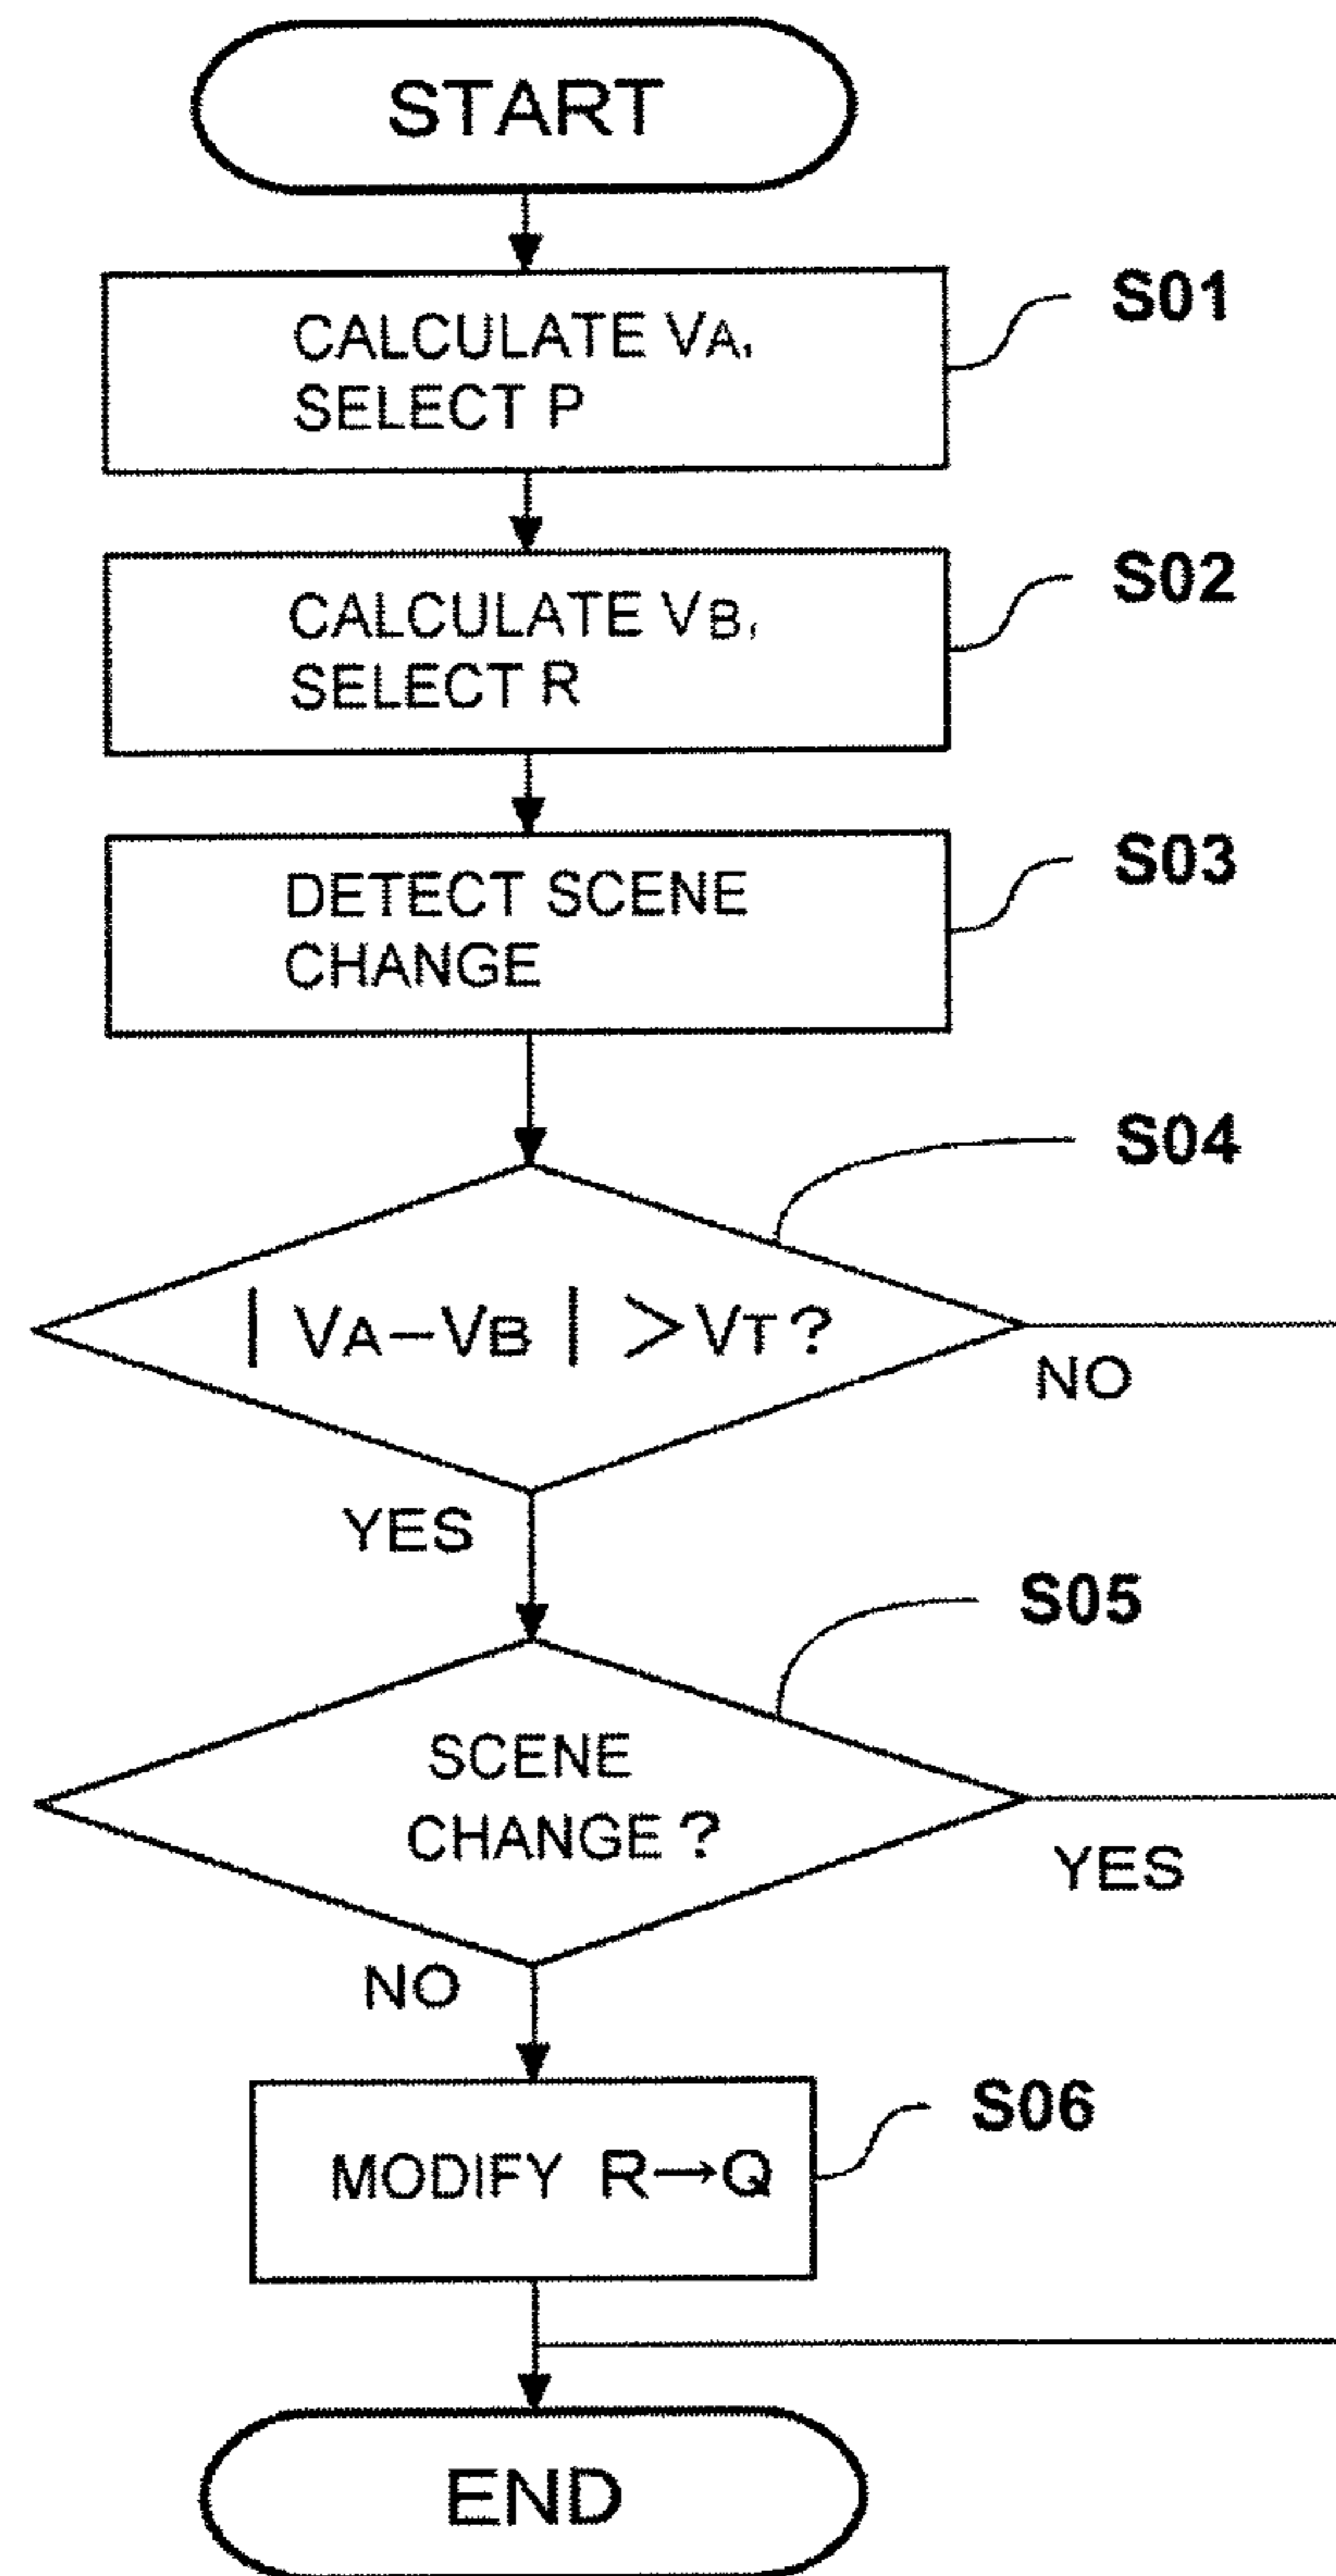 START
CALCULATE VA,
SELECT P
S01
CALCULATE VB,
SELECT R
S02
DETECT SCENE
CHANGE
S03
S04
| VA−VB | >VT?
NO
YES
S05
SCENE
CHANGE?
YES
NO
S06
MODIFY R→Q
END